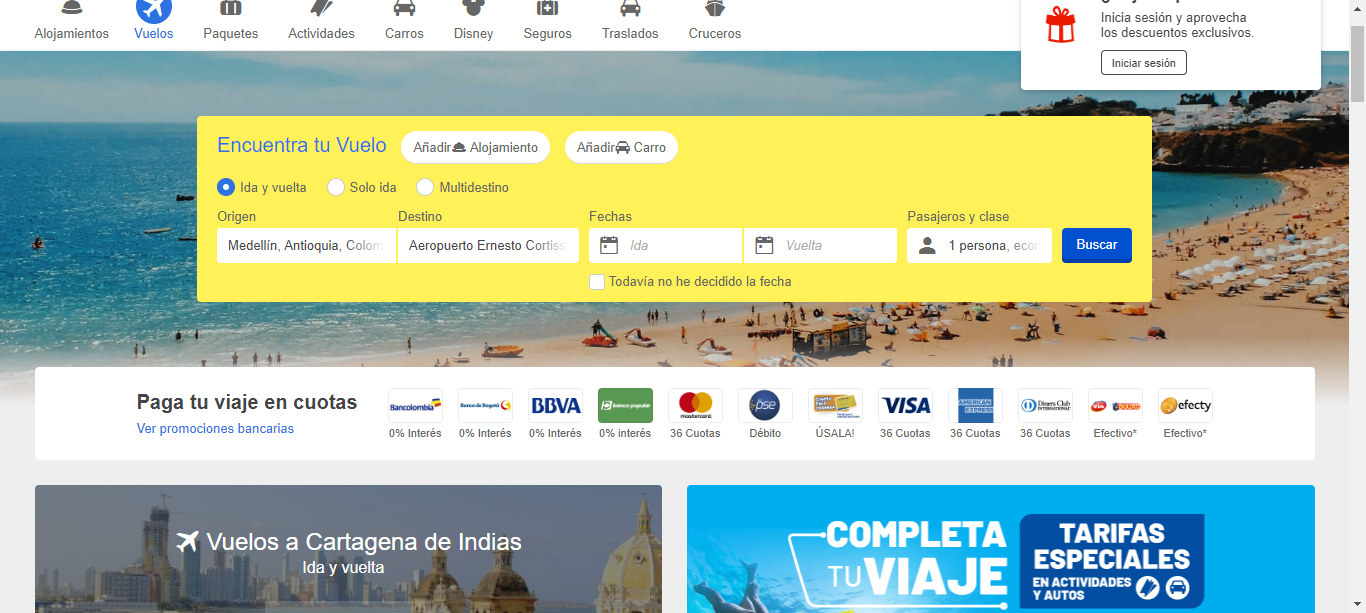 Alojamientos Vuelos Paquetes Actividades Carros Disney Seguros Traslados Cruceros
Inicia sesión y aprovecha
los descuentos exclusivos.
Iniciar sesión
Encuentra tu Vuelo
Añadir Alojamiento
Añadir Carro
Ida y vuelta Solo ida Multidestino
Origen Destino Fechas Pasajeros y clase
Medellín, Antioquia, Colom Aeropuerto Ernesto Cortiss Ida Vuelta 1 persona, econ Buscar
Todavía no he decidido la fecha
Paga tu viaje en cuotas
Ver promociones bancarias
Bancolombia
0% Interés
Banco de Bogotá
0% Interés
BBVA
0% Interés
banco popular
0% interés
mastercard
36 Cuotas
pse
Débito
ÚSALA!
VISA
36 Cuotas
AMERICAN EXPRESS
36 Cuotas
Diners Club
INTERNATIONAL
36 Cuotas
via
Efectivo*
efecty
Efectivo*
Vuelos a Cartagena de Indias
Ida y vuelta
COMPLETA
TU VIAJE
TARIFAS
ESPECIALES
EN ACTIVIDADES
Y AUTOS